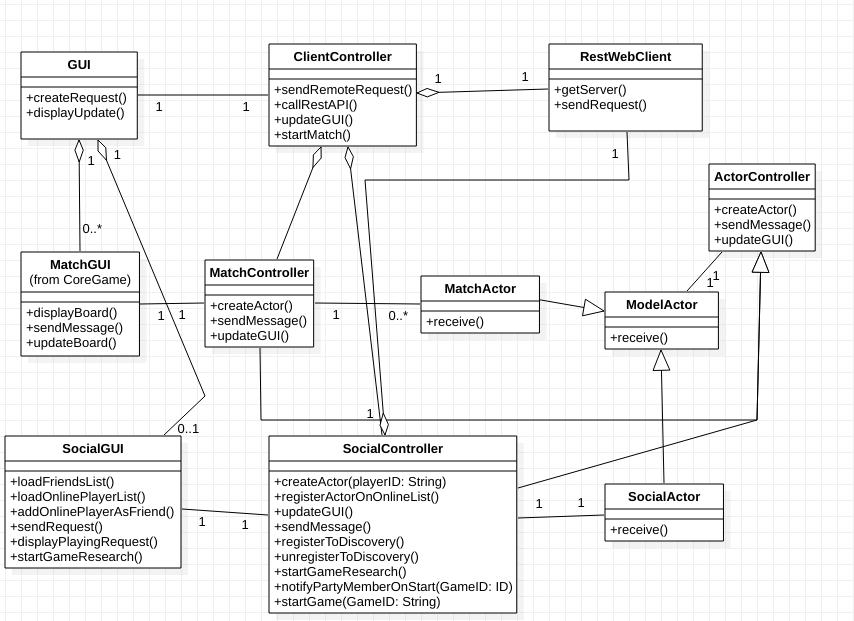 GUI
+createRequest()
+displayUpdate()
ClientController
+sendRemoteRequest()
+callRestAPI()
+updateGUI()
+startMatch()
RestWebClient
+getServer()
+sendRequest()
ActorController
+createActor()
+sendMessage()
+updateGUI()
1
1
1
1
1
1
1
0..*
MatchGUI
(from CoreGame)
+displayBoard()
+sendMessage()
+updateBoard()
MatchController
+createActor()
+sendMessage()
+updateGUI()
MatchActor
+receive()
ModelActor
+receive()
1
1
1
1
1
0..*
1
0..1
SocialGUI
+loadFriendsList()
+loadOnlinePlayerList()
+addOnlinePlayerAsFriend()
+sendRequest()
+displayPlayingRequest()
+startGameResearch()
SocialController
+createActor(playerID: String)
+registerActorOnOnlineList()
+updateGUI()
+sendMessage()
+registerToDiscovery()
+unregisterToDiscovery()
+startGameResearch()
+notifyPartyMemberOnStart(GameID: ID)
+startGame(GameID: String)
SocialActor
+receive()
1
1
1
1